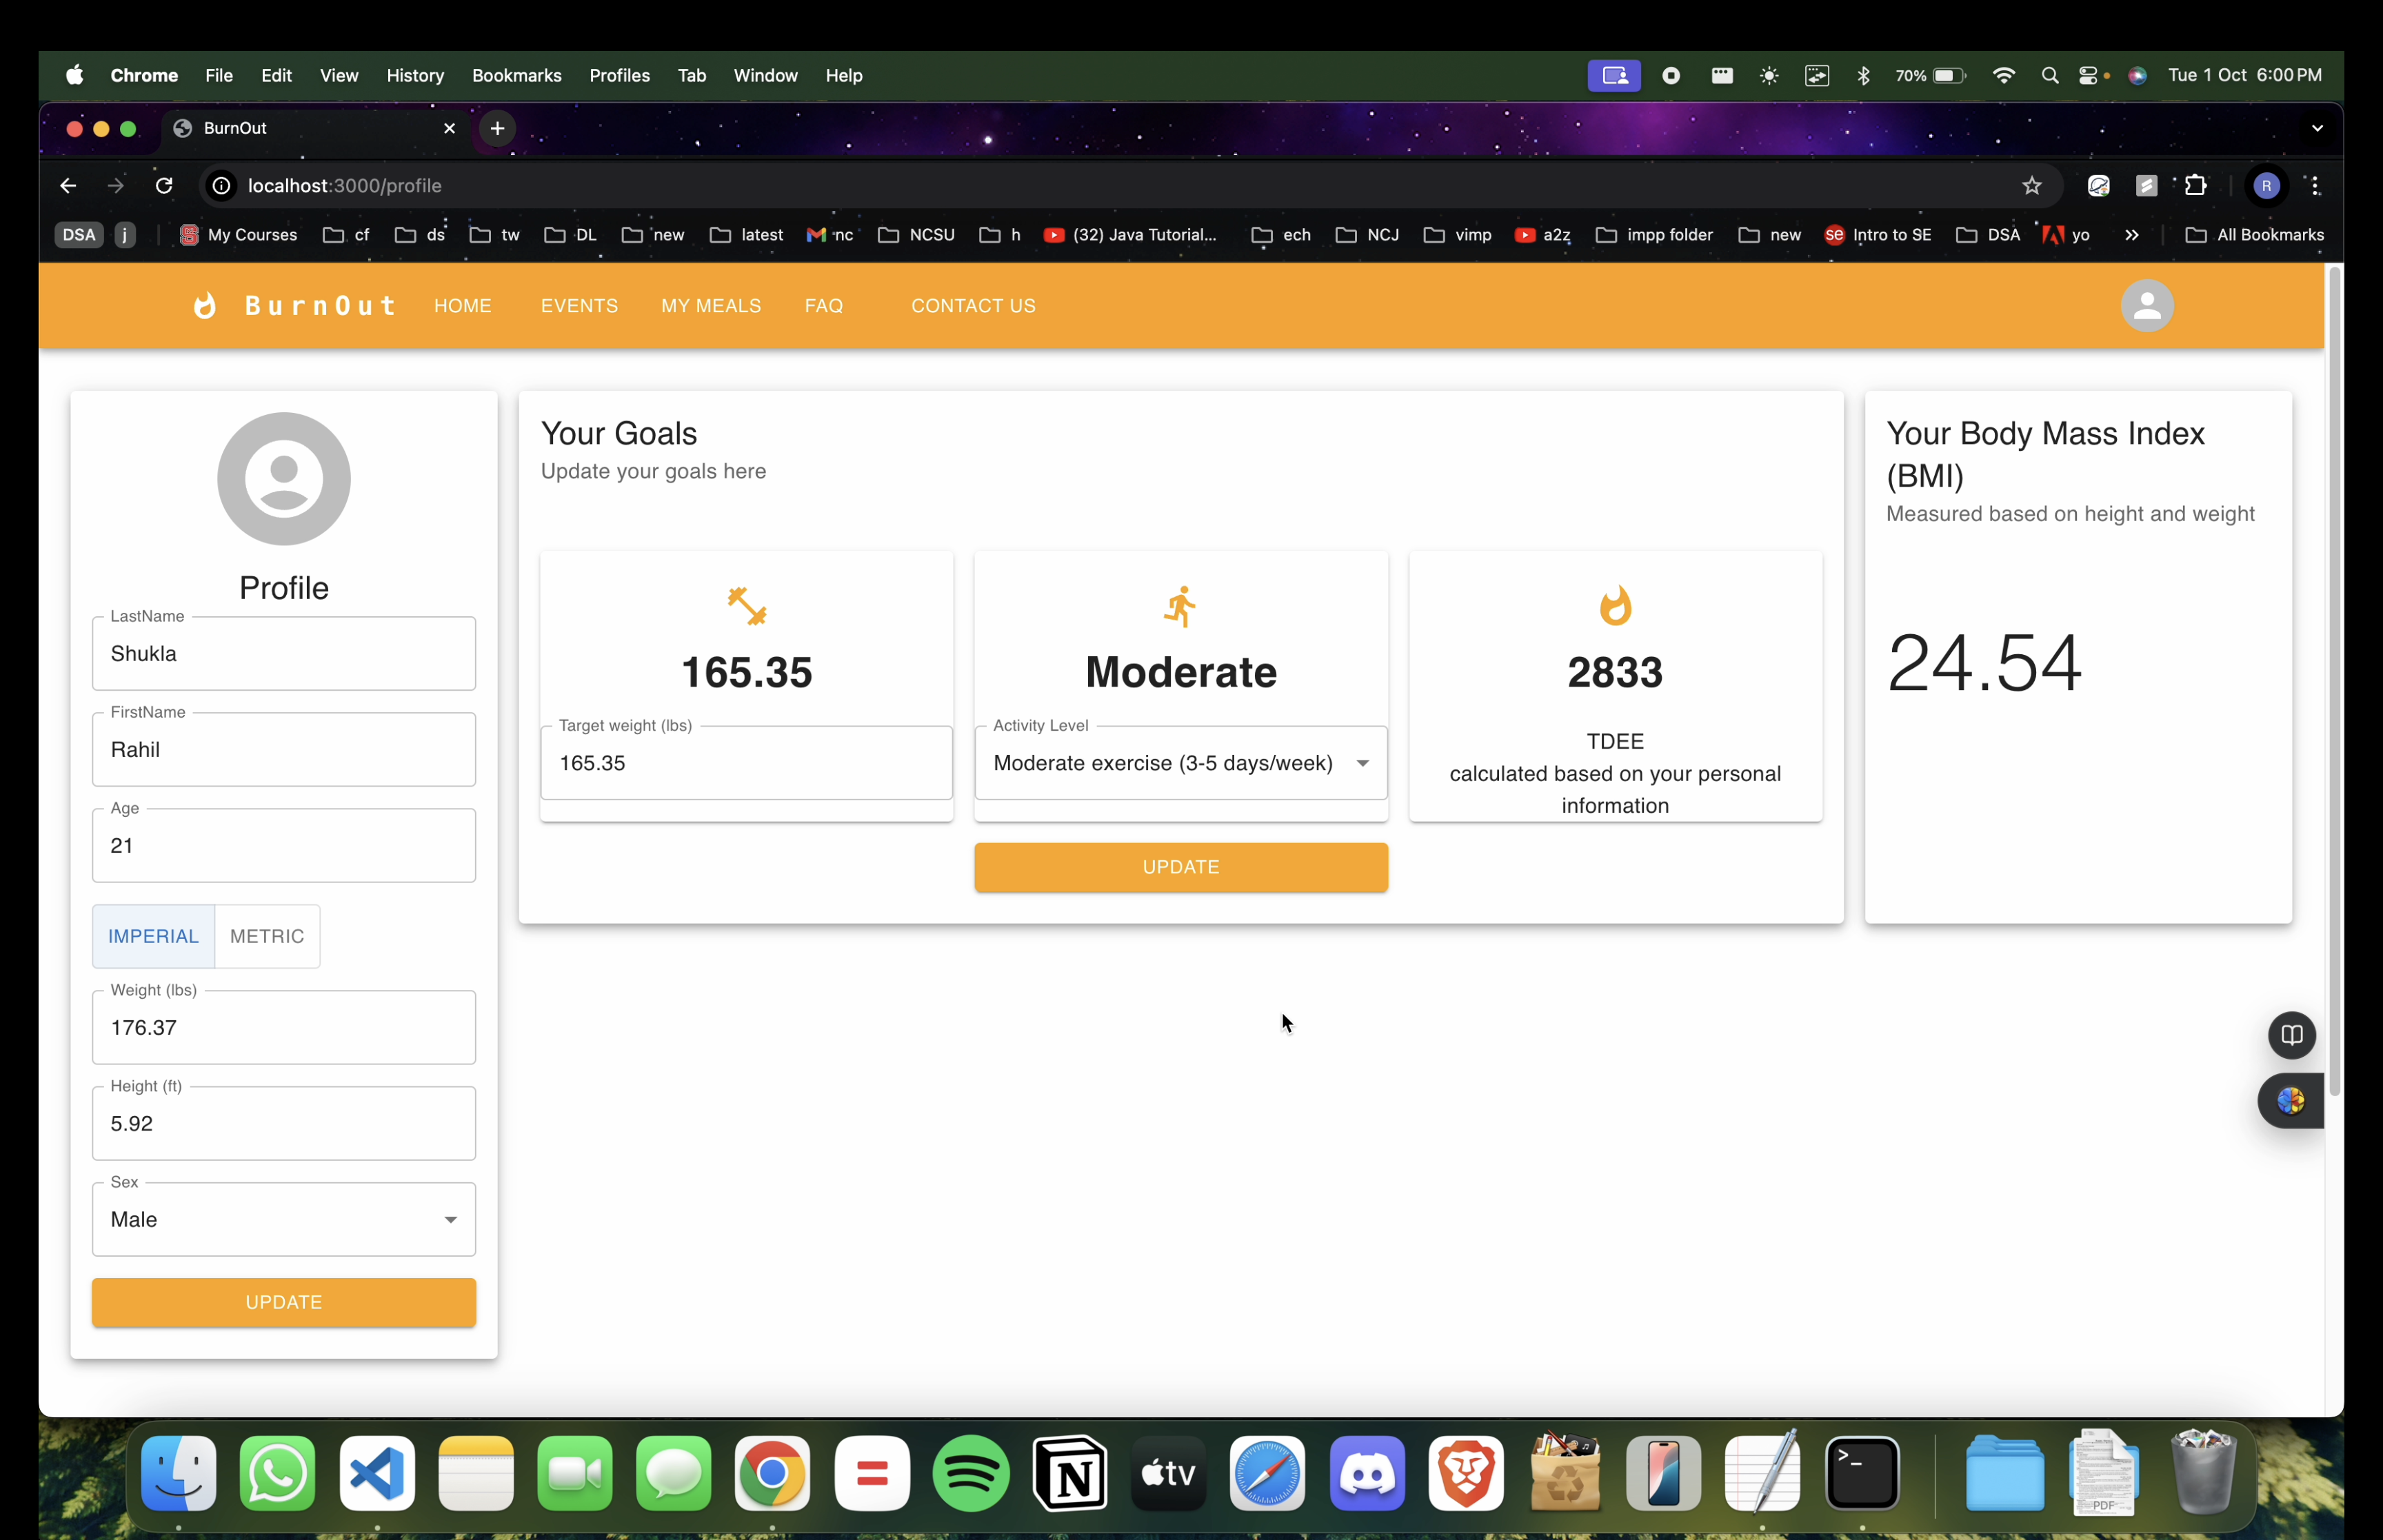 Chrome File Edit View History Bookmarks Profiles Tab Window Help 70% Tue 1 Oct 6:00 PM
BurnOut
localhost:3000/profile R
DSA j My Courses cf ds tw DL new latest nc NCSU h (32) Java Tutorial... ech NCJ vimp a2z impp folder new se Intro to SE DSA yo All Bookmarks
BurnOut HOME EVENTS MY MEALS FAQ CONTACT US
Profile
LastName
Shukla
FirstName
Rahil
Age
21
IMPERIAL METRIC
Weight (lbs)
176.37
Height (ft)
5.92
Sex
Male
UPDATE
Your Goals
Update your goals here
165.35
Target weight (lbs)
165.35
Moderate
Activity Level
Moderate exercise (3-5 days/week)
2833
TDEE
calculated based on your personal
information
UPDATE
Your Body Mass Index
(BMI)
Measured based on height and weight
24.54
N tv >_ PDF